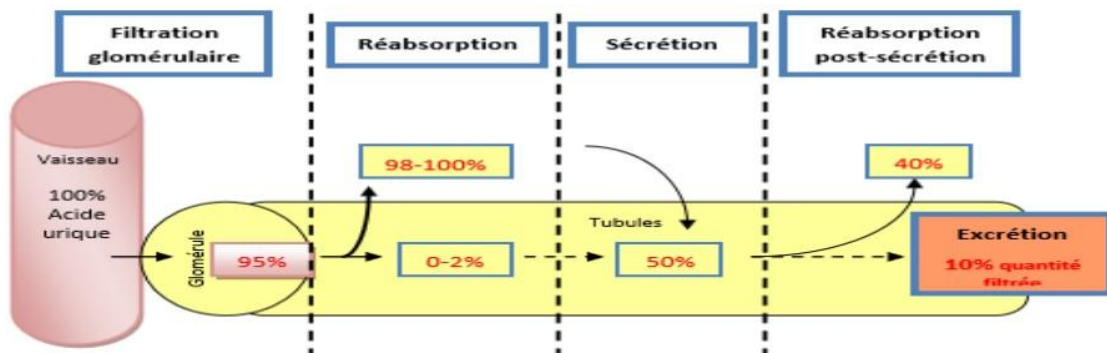 Filtration
glomérulaire
Réabsorption
Sécrétion
Réabsorption
post-sécrétion
Vaisseau
100%
Acide
urique
Glomérule
95%
98-100%
0-2%
Tubules
50%
40%
Excrétion
10% quantité
filtrée